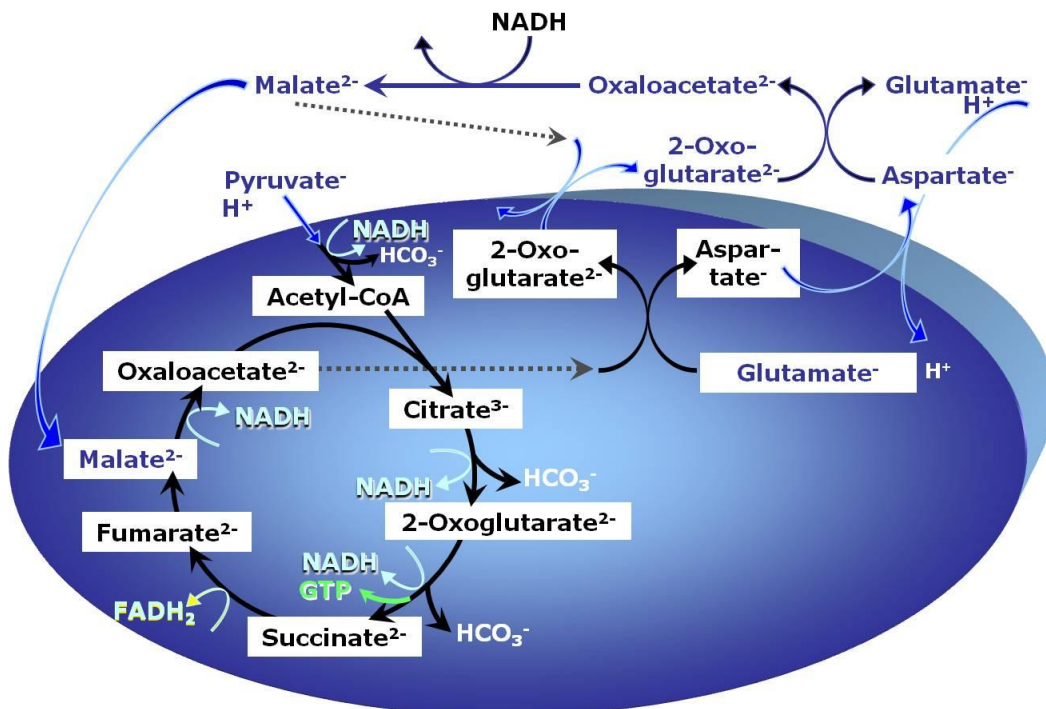 NADH
Malate²⁻
Oxaloacetate²⁻
Glutamate⁻
H⁺
2-Oxo-
glutarate²⁻
Aspartate⁻
Pyruvate⁻
H⁺
NADH
HCO₃⁻
2-Oxo-
glutarate²⁻
Aspar-
tate⁻
Acetyl-CoA
Oxaloacetate²⁻
Glutamate⁻
H⁺
Citrate³⁻
NADH
Malate²⁻
NADH
HCO₃⁻
Fumarate²⁻
2-Oxoglutarate²⁻
NADH
GTP
FADH₂
Succinate²⁻
HCO₃⁻